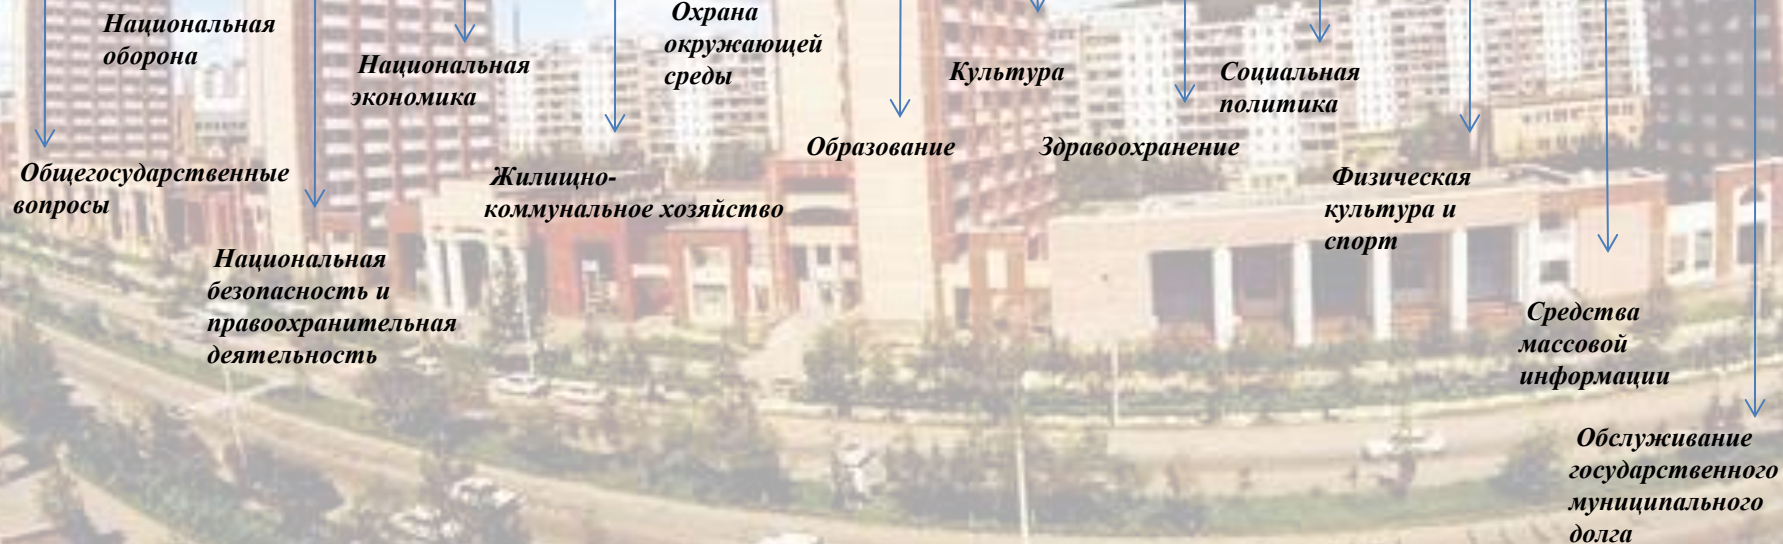 Национальная
оборона
Охрана
окружающей
среды
Национальная
экономика
Культура
Социальная
политика
Образование
Здравоохранение
Общегосударственные
вопросы
Жилищно-
коммунальное хозяйство
Физическая
культура и
спорт
Национальная
безопасность и
правоохранительная
деятельность
Средства
массовой
информации
Обслуживание
государственного
муниципального
долга